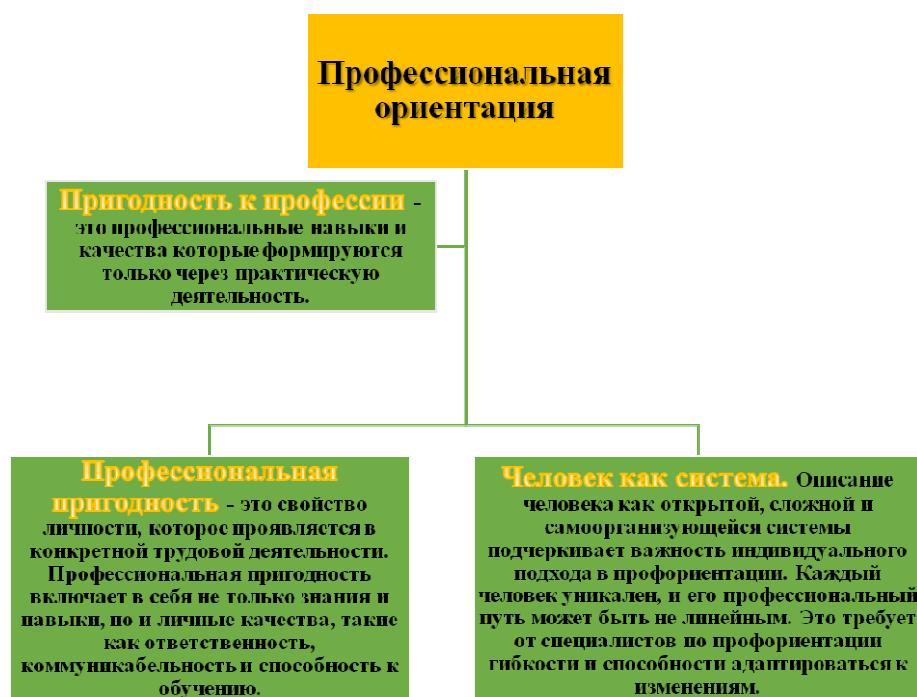 Профессиональная
ориентация
Пригодность к профессии -
это профессиональные навыки и
качества которые формируются
только через практическую
деятельность.
Профессиональная
пригодность - это свойство
личности, которое проявляется в
конкретной трудовой деятельности.
Профессиональная пригодность
включает в себя не только знания и
навыки, но и личные качества, такие
как ответственность,
коммуникабельность и способность к
обучению.
Человек как система. Описание
человека как открытой, сложной и
самоорганизующейся системы
подчеркивает важность индивидуального
подхода в профориентации. Каждый
человек уникален, и его профессиональный
путь может быть не линейным. Это требует
от специалистов по профориентации
гибкости и способности адаптироваться к
изменениям.